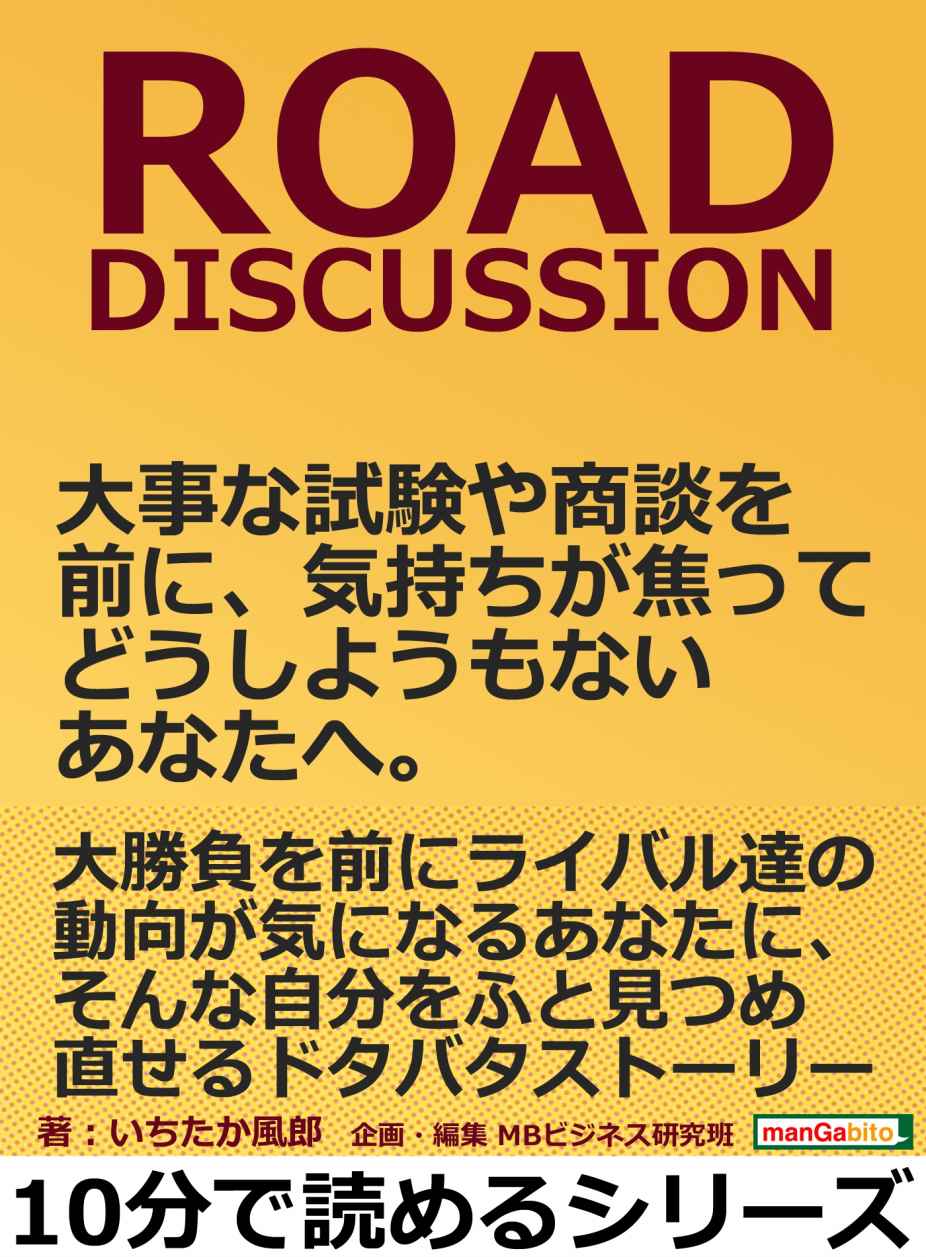 ROAD
DISCUSSION
大事な試験や商談を
前に、気持ちが焦って
どうしようもない
あなたへ。
大勝負を前にライバル達の
動向が気になるあなたに、
そんな自分をふと見つめ
直せるドタバタストーリー
著：いちたか風郎 企画・編集 MBビジネス研究班 manGabito
10分で読めるシリーズ